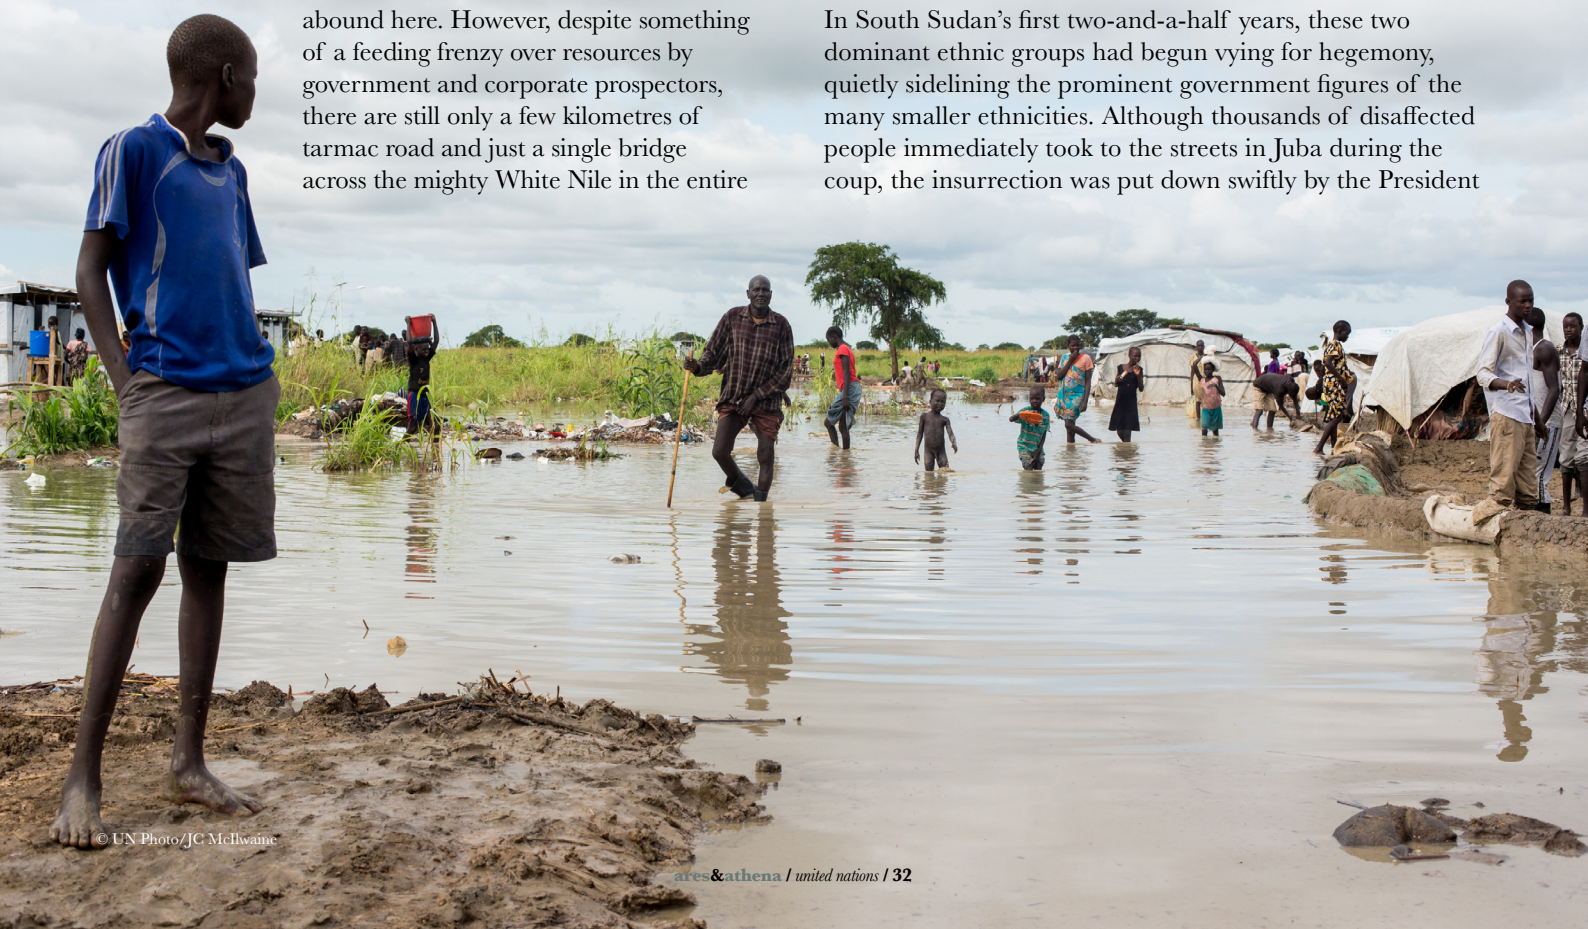 abound here. However, despite something
of a feeding frenzy over resources by
government and corporate prospectors,
there are still only a few kilometres of
tarmac road and just a single bridge
across the mighty White Nile in the entire
In South Sudan’s first two-and-a-half years, these two
dominant ethnic groups had begun vying for hegemony,
quietly sidelining the prominent government figures of the
many smaller ethnicities. Although thousands of disaffected
people immediately took to the streets in Juba during the
coup, the insurrection was put down swiftly by the President
© UN Photo/JC McIlwaine
ares&athena / united nations / 32